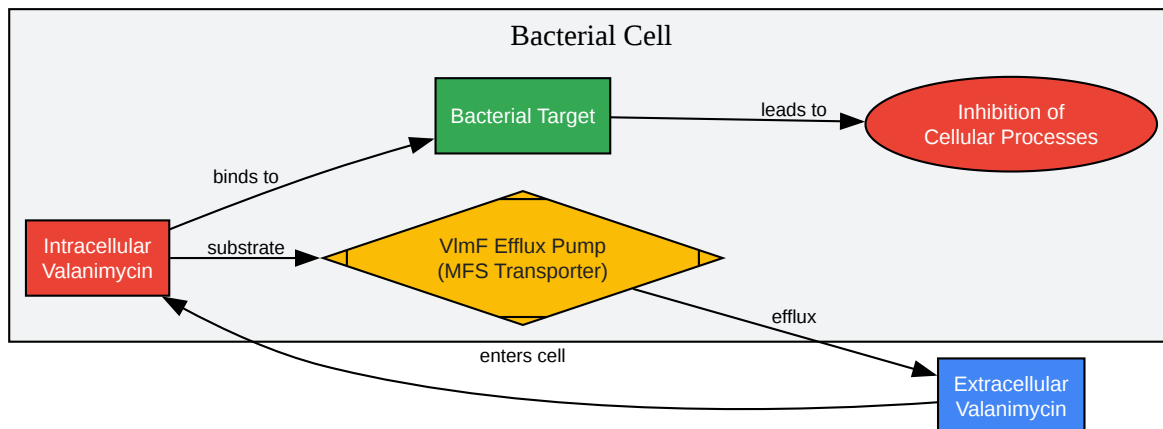 Bacterial Cell
Bacterial Target
leads to
Inhibition of
Cellular Processes
binds to
Intracellular
Valanimycin
substrate
VlmF Efflux Pump
(MFS Transporter)
efflux
enters cell
Extracellular
Valanimycin